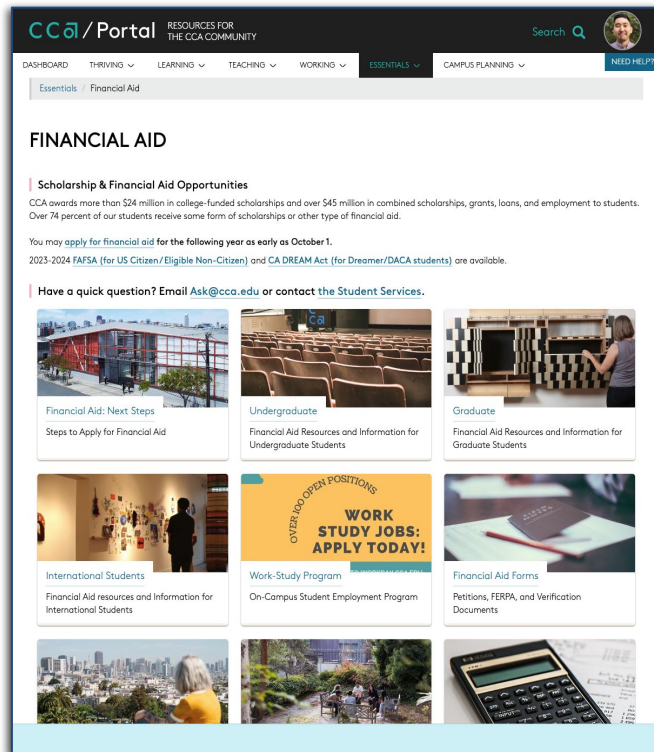 CCa/Portal RESOURCES FOR
THE CCA COMMUNITY
Search
DASHBOARD THRIVING LEARNING TEACHING WORKING ESSENTIALS CAMPUS PLANNING NEED HELP?
Essentials / Financial Aid
FINANCIAL AID
Scholarship & Financial Aid Opportunities
CCA awards more than $24 million in college-funded scholarships and over $45 million in combined scholarships, grants, loans, and employment to students.
Over 74 percent of our students receive some form of scholarships or other type of financial aid.
You may apply for financial aid for the following year as early as October 1.
2023-2024 FAFSA (for US Citizen/Eligible Non-Citizen) and CA DREAM Act (for Dreamer/DACA students) are available.
Have a quick question? Email Ask@cca.edu or contact the Student Services.
Financial Aid: Next Steps
Steps to Apply for Financial Aid
CCa
Undergraduate
Financial Aid Resources and Information for
Undergraduate Students
Graduate
Financial Aid Resources and Information for
Graduate Students
International Students
Financial Aid resources and Information for
International Students
OVER 100 OPEN POSITIONS
WORK
STUDY JOBS:
APPLY TODAY!
Work-Study Program
On-Campus Student Employment Program
Financial Aid Forms
Petitions, FERPA, and Verification
Documents